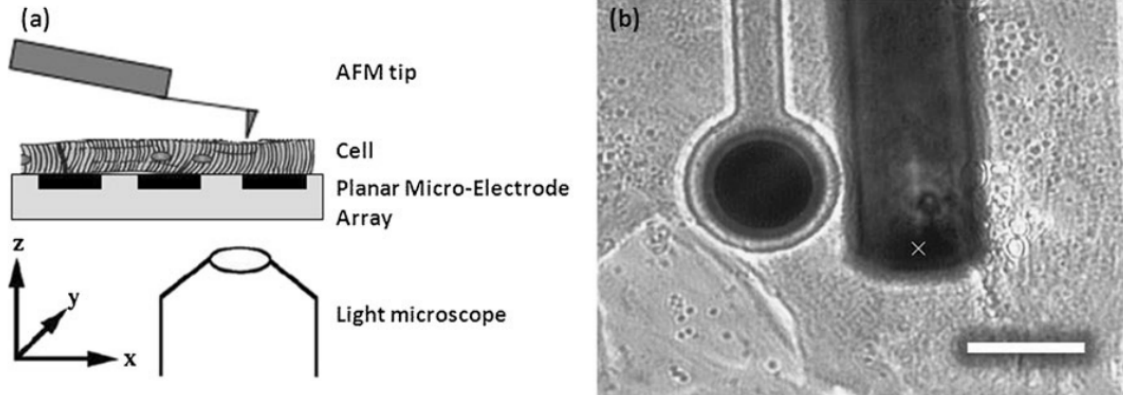 (a)
AFM tip
Cell
Planar Micro-Electrode
Array
z
y
x
Light microscope
(b)